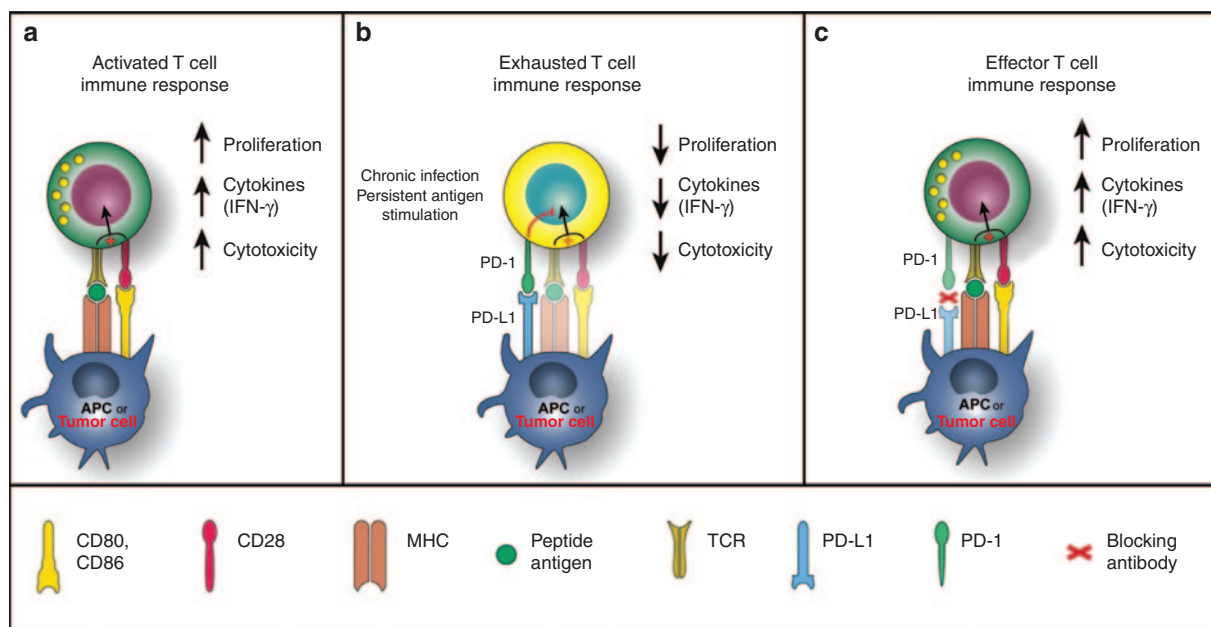 a
Activated T cell
immune response
Proliferation
Cytokines
(IFN-γ)
Cytotoxicity
APC or
Tumor cell
b
Exhausted T cell
immune response
Chronic infection
Persistent antigen
stimulation
Proliferation
Cytokines
(IFN-γ)
Cytotoxicity
+
PD-1
PD-L1
APC or
Tumor cell
c
Effector T cell
immune response
Proliferation
Cytokines
(IFN-γ)
Cytotoxicity
PD-1
PD-L1
APC or
Tumor cell
CD80,
CD86
CD28
MHC
Peptide
antigen
TCR
PD-L1
PD-1
Blocking
antibody